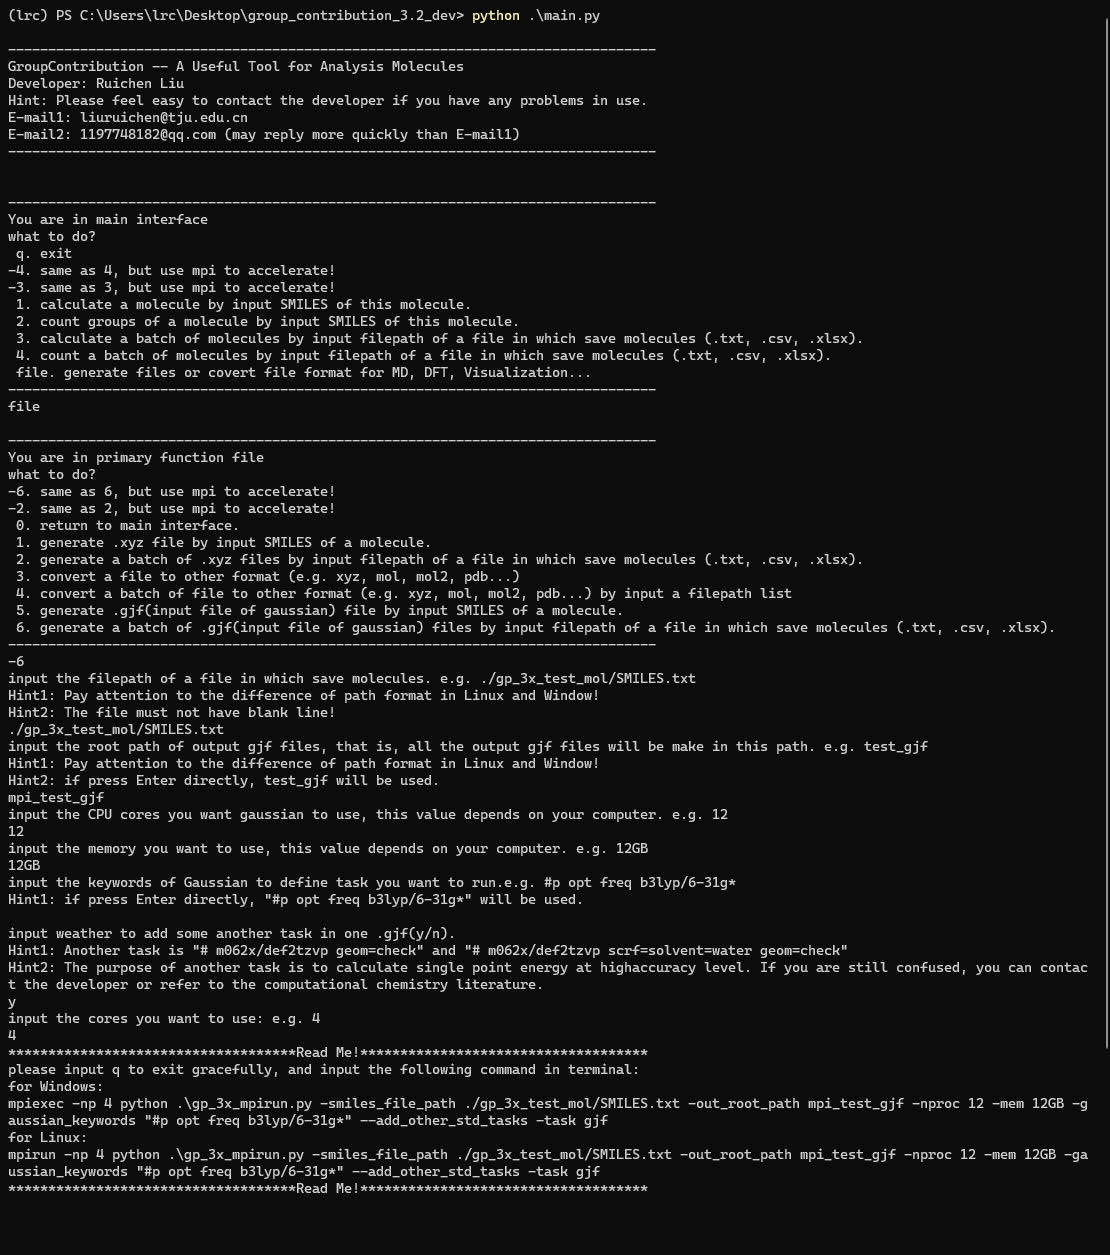 (lrc) PS C:\Users\lrc\Desktop\group_contribution_3.2_dev> python .\main.py
---------------------------------------------------------------------------------
GroupContribution -- A Useful Tool for Analysis Molecules
Developer: Ruichen Liu
Hint: Please feel easy to contact the developer if you have any problems in use.
E-mail1: liuruichen@tju.edu.cn
E-mail2: 1197748182@qq.com (may reply more quickly than E-mail1)
---------------------------------------------------------------------------------
---------------------------------------------------------------------------------
You are in main interface
what to do?
 q. exit
-4. same as 4, but use mpi to accelerate!
-3. same as 3, but use mpi to accelerate!
 1. calculate a molecule by input SMILES of this molecule.
 2. count groups of a molecule by input SMILES of this molecule.
 3. calculate a batch of molecules by input filepath of a file in which save molecules (.txt, .csv, .xlsx).
 4. count a batch of molecules by input filepath of a file in which save molecules (.txt, .csv, .xlsx).
 file. generate files or covert file format for MD, DFT, Visualization...
---------------------------------------------------------------------------------
file
---------------------------------------------------------------------------------
You are in primary function file
what to do?
-6. same as 6, but use mpi to accelerate!
-2. same as 2, but use mpi to accelerate!
 0. return to main interface.
 1. generate .xyz file by input SMILES of a molecule.
 2. generate a batch of .xyz files by input filepath of a file in which save molecules (.txt, .csv, .xlsx).
 3. convert a file to other format (e.g. xyz, mol, mol2, pdb...)
 4. convert a batch of file to other format (e.g. xyz, mol, mol2, pdb...) by input a filepath list
 5. generate .gjf(input file of gaussian) file by input SMILES of a molecule.
 6. generate a batch of .gjf(input file of gaussian) files by input filepath of a file in which save molecules (.txt, .csv, .xlsx).
---------------------------------------------------------------------------------
-6
input the filepath of a file in which save molecules. e.g. ./gp_3x_test_mol/SMILES.txt
Hint1: Pay attention to the difference of path format in Linux and Window!
Hint2: The file must not have blank line!
./gp_3x_test_mol/SMILES.txt
input the root path of output gjf files, that is, all the output gjf files will be make in this path. e.g. test_gjf
Hint1: Pay attention to the difference of path format in Linux and Window!
Hint2: if press Enter directly, test_gjf will be used.
mpi_test_gjf
input the CPU cores you want gaussian to use, this value depends on your computer. e.g. 12
12
input the memory you want to use, this value depends on your computer. e.g. 12GB
12GB
input the keywords of Gaussian to define task you want to run.e.g. #p opt freq b3lyp/6-31g*
Hint1: if press Enter directly, "#p opt freq b3lyp/6-31g*" will be used.
input weather to add some another task in one .gjf(y/n).
Hint1: Another task is "# m062x/def2tzvp geom=check" and "# m062x/def2tzvp scrf=solvent=water geom=check"
Hint2: The purpose of another task is to calculate single point energy at highaccuracy level. If you are still confused, you can contac
t the developer or refer to the computational chemistry literature.
y
input the cores you want to use: e.g. 4
4
************************************Read Me!************************************
please input q to exit gracefully, and input the following command in terminal:
for Windows:
mpiexec -np 4 python .\gp_3x_mpirun.py -smiles_file_path ./gp_3x_test_mol/SMILES.txt -out_root_path mpi_test_gjf -nproc 12 -mem 12GB -g
aussian_keywords "#p opt freq b3lyp/6-31g*" --add_other_std_tasks -task gjf
for Linux:
mpirun -np 4 python .\gp_3x_mpirun.py -smiles_file_path ./gp_3x_test_mol/SMILES.txt -out_root_path mpi_test_gjf -nproc 12 -mem 12GB -ga
ussian_keywords "#p opt freq b3lyp/6-31g*" --add_other_std_tasks -task gjf
************************************Read Me!************************************